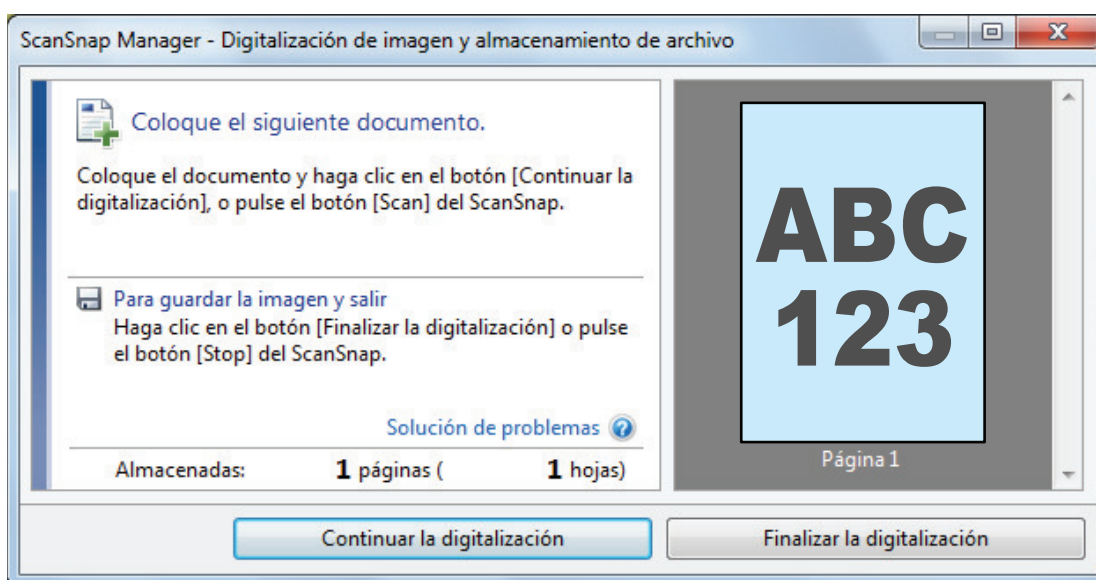 ScanSnap Manager - Digitalización de imagen y almacenamiento de archivo
Coloque el siguiente documento.
Coloque el documento y haga clic en el botón [Continuar la
digitalización], o pulse el botón [Scan] del ScanSnap.
Para guardar la imagen y salir
Haga clic en el botón [Finalizar la digitalización] o pulse
el botón [Stop] del ScanSnap.
Solución de problemas
Almacenadas: 1 páginas ( 1 hojas)
ABC
123
Página 1
Continuar la digitalización
Finalizar la digitalización